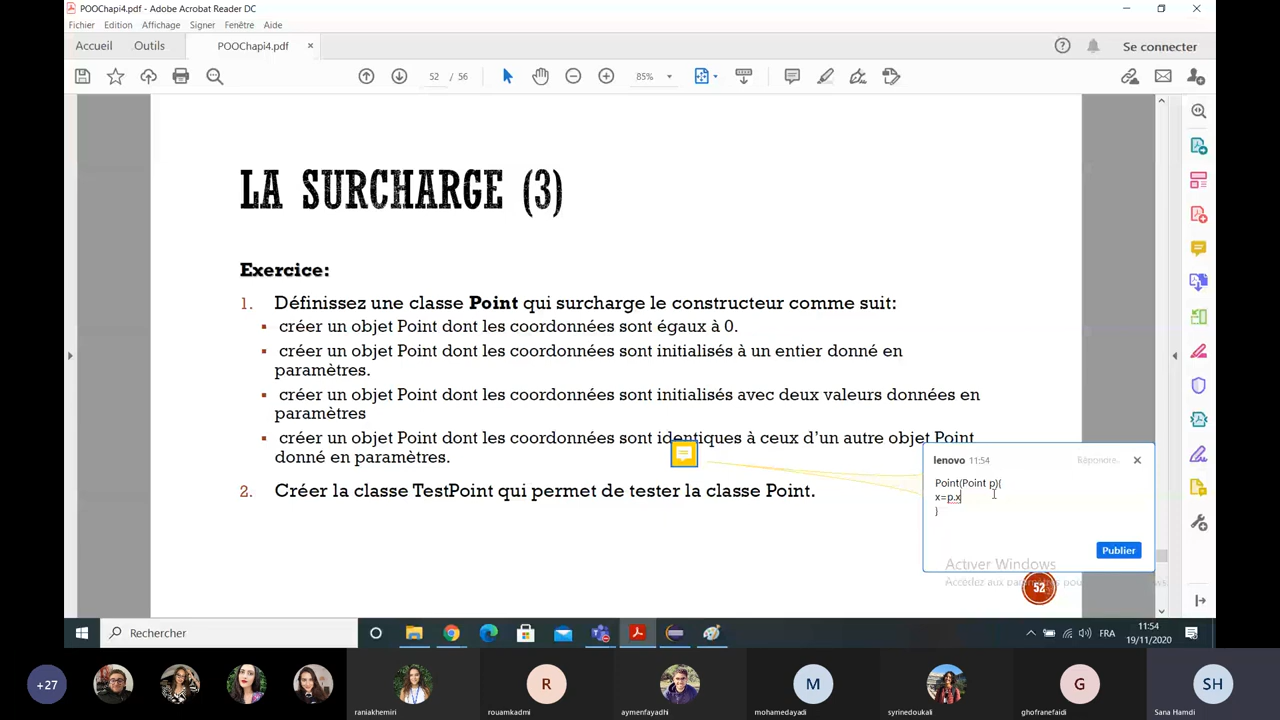 POOChapi4.pdf - Adobe Acrobat Reader DC
Fichier Edition Affichage Signer Fenêtre Aide
Accueil Outils POOChapi4.pdf × Se connecter
52 / 56 85%
LA SURCHARGE (3)
Exercice:
1. Définissez une classe Point qui surcharge le constructeur comme suit:
▪ créer un objet Point dont les coordonnées sont égaux à 0.
▪ créer un objet Point dont les coordonnées sont initialisés à un entier donné en
paramètres.
▪ créer un objet Point dont les coordonnées sont initialisés avec deux valeurs données en
paramètres
▪ créer un objet Point dont les coordonnées sont identiques à ceux d'un autre objet Point
donné en paramètres.
2. Créer la classe TestPoint qui permet de tester la classe Point.
lenovo 11:54 Répondre...
Point(Point p){
x=p.x
}
Publier
Activer Windows
Accédez aux paramètres pou
52
Rechercher
FRA
11:54
19/11/2020
+27
R
M
G
SH
raniakhemiri rouamkadmi aymenfayadhi mohamedayadi syrinedoukali ghofranefaidi Sana Hamdi